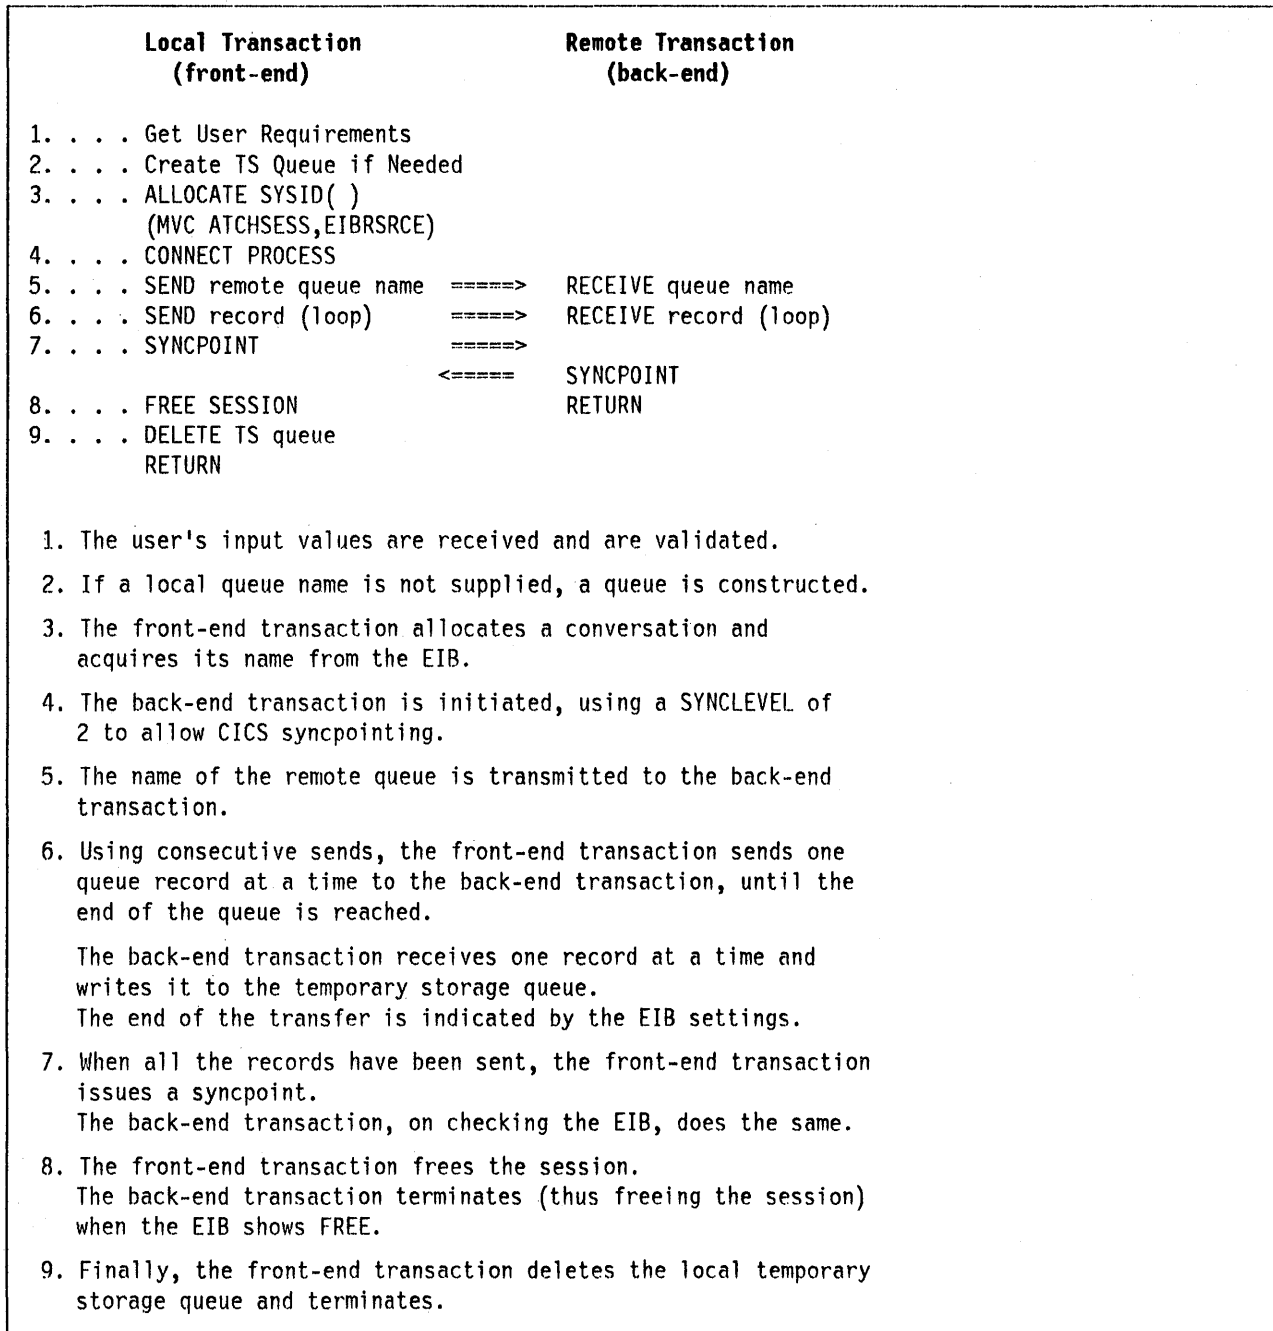 Local Transaction Remote Transaction
(front-end) (back-end)
1. . . . Get User Requirements
2. . . . Create TS Queue if Needed
3. . . . ALLOCATE SYSID( )
(MVC ATCHSESS,EIBRSRCE)
4. . . . CONNECT PROCESS
5. . . . SEND remote queue name =====> RECEIVE queue name
6. . . . SEND record (loop) =====> RECEIVE record (loop)
7. . . . SYNCPOINT =====>
<===== SYNCPOINT
8. . . . FREE SESSION RETURN
9. . . . DELETE TS queue
RETURN
1. The user's input values are received and are validated.
2. If a local queue name is not supplied, a queue is constructed.
3. The front-end transaction allocates a conversation and
acquires its name from the EIB.
4. The back-end transaction is initiated, using a SYNCLEVEL of
2 to allow CICS syncpointing.
5. The name of the remote queue is transmitted to the back-end
transaction.
6. Using consecutive sends, the front-end transaction sends one
queue record at a time to the back-end transaction, until the
end of the queue is reached.
The back-end transaction receives one record at a time and
writes it to the temporary storage queue.
The end of the transfer is indicated by the EIB settings.
7. When all the records have been sent, the front-end transaction
issues a syncpoint.
The back-end transaction, on checking the EIB, does the same.
8. The front-end transaction frees the session.
The back-end transaction terminates (thus freeing the session)
when the EIB shows FREE.
9. Finally, the front-end transaction deletes the local temporary
storage queue and terminates.